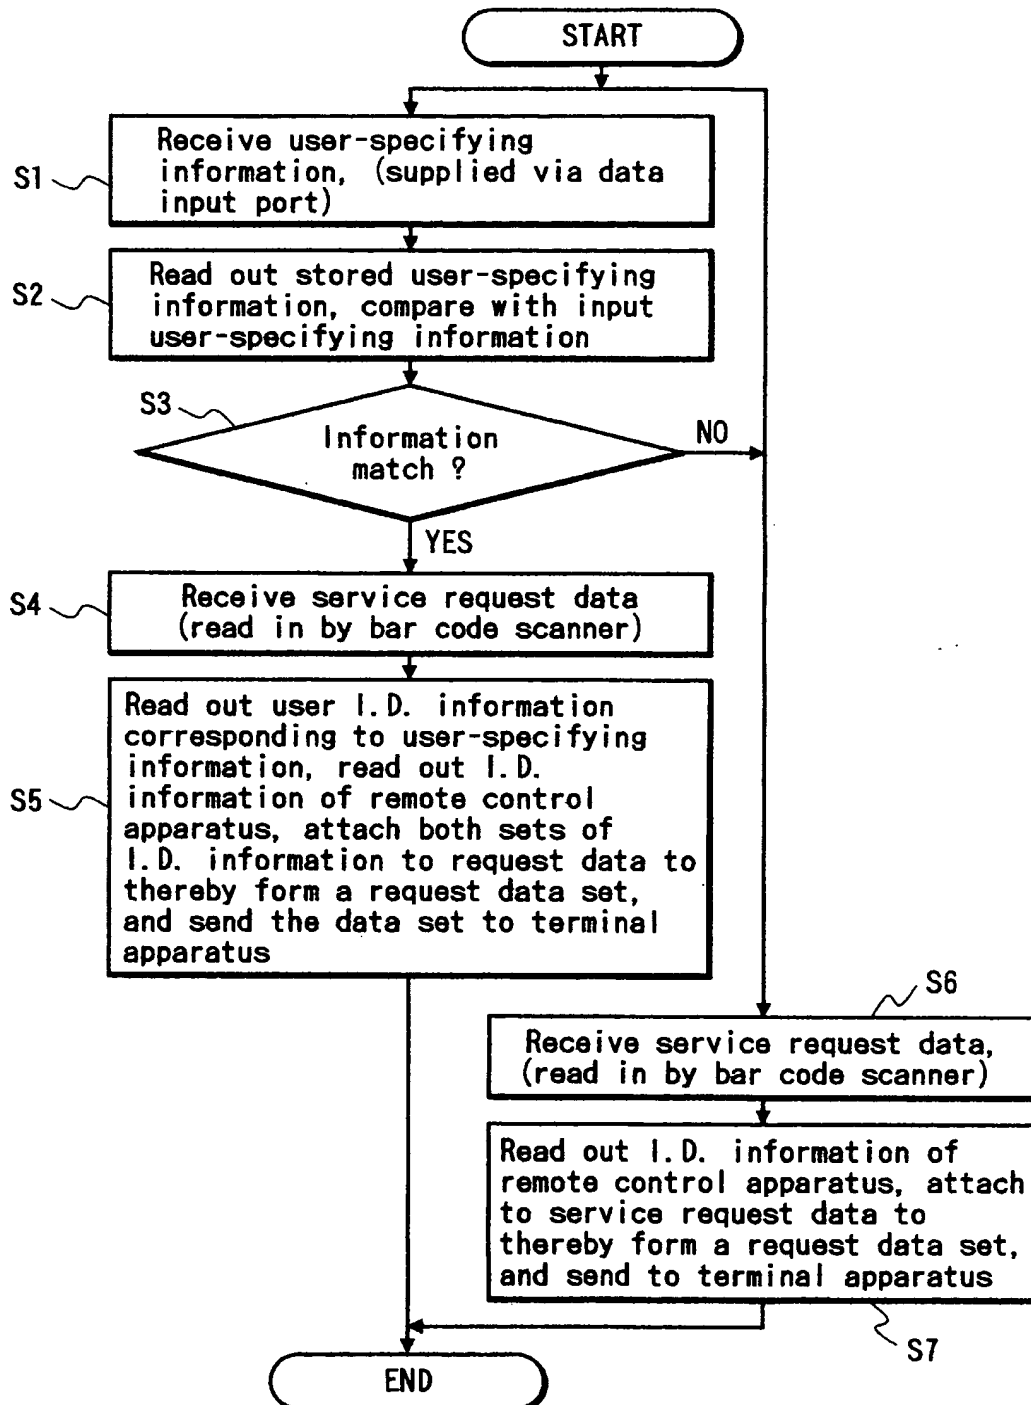 START
S1
Receive user-specifying
information, (supplied via data
input port)
S2
Read out stored user-specifying
information, compare with input
user-specifying information
S3
Information
match ?
NO
YES
S4
Receive service request data
(read in by bar code scanner)
S5
Read out user I.D. information
corresponding to user-specifying
information, read out I.D.
information of remote control
apparatus, attach both sets of
I.D. information to request data to
thereby form a request data set,
and send the data set to terminal
apparatus
S6
Receive service request data,
(read in by bar code scanner)
Read out I.D. information of
remote control apparatus, attach
to service request data to
thereby form a request data set,
and send to terminal apparatus
S7
END